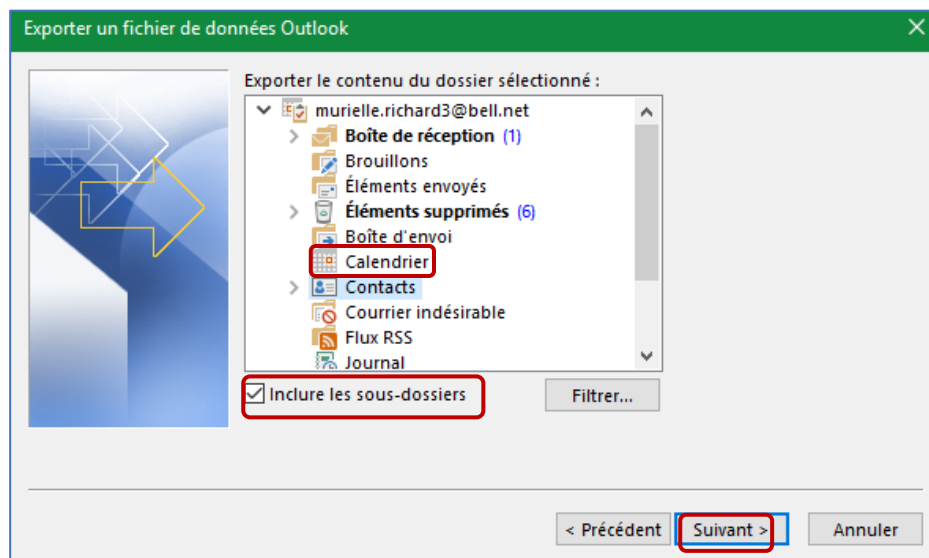 Exporter un fichier de données Outlook
Exporter le contenu du dossier sélectionné :
murielle.richard3@bell.net
Boîte de réception (1)
Brouillons
Éléments envoyés
Éléments supprimés (6)
Boîte d'envoi
Calendrier
Contacts
Courrier indésirable
Flux RSS
Journal
Inclure les sous-dossiers
Filtrer...
< Précédent
Suivant >
Annuler